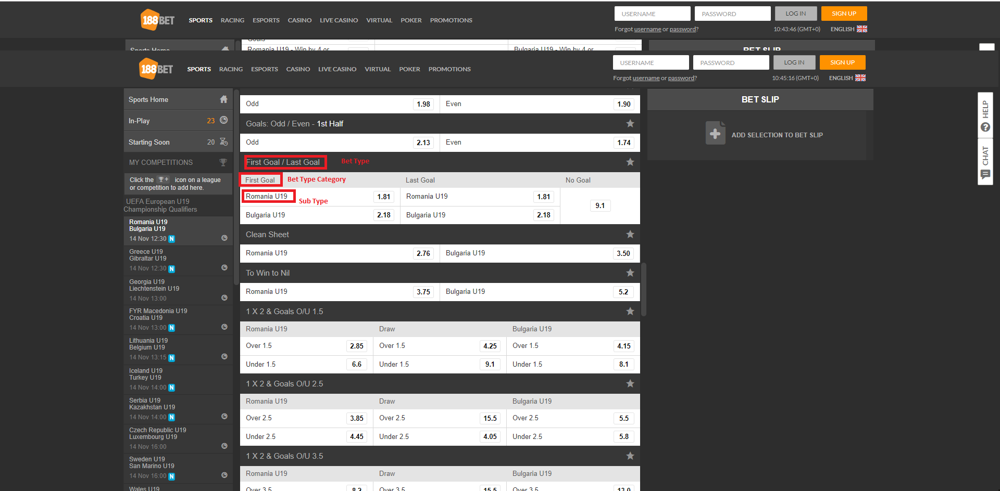 188BET SPORTS RACING ESPORTS CASINO LIVE CASINO VIRTUAL POKER PROMOTIONS
USERNAME PASSWORD LOG IN SIGN UP
Forgot username or password? 10:43:46 (GMT+0) ENGLISH
Sports Home
Goals
Romania U19 - Win by 4 or Bulgaria U19 - Win by 4 or
BET SLIP
188BET SPORTS RACING ESPORTS CASINO LIVE CASINO VIRTUAL POKER PROMOTIONS
USERNAME PASSWORD LOG IN SIGN UP
Forgot username or password? 10:45:16 (GMT+0) ENGLISH
Sports Home
In-Play 23
Starting Soon 20
MY COMPETITIONS
Click the + icon on a league
or competition to add here.
UEFA European U19
Championship Qualifiers
Romania U19
Bulgaria U19
14 Nov 12:30 N
Greece U19
Gibraltar U19
14 Nov 12:30 N
Georgia U19
Liechtenstein U19
14 Nov 13:00
FYR Macedonia U19
Croatia U19
14 Nov 13:00 N
Lithuania U19
Belgium U19
14 Nov 13:15 N
Iceland U19
Turkey U19
14 Nov 14:00 N
Serbia U19
Kazakhstan U19
14 Nov 14:00 N
Czech Republic U19
Luxembourg U19
14 Nov 16:00
Sweden U19
San Marino U19
14 Nov 16:00 N
Wales U19
Odd 1.98 Even 1.90
Goals: Odd / Even - 1st Half
Odd 2.13 Even 1.74
First Goal / Last Goal Bet Type
First Goal Bet Type Category Last Goal No Goal
Romania U19 Sub Type 1.81 Romania U19 1.81
9.1
Bulgaria U19 2.18 Bulgaria U19 2.18
Clean Sheet
Romania U19 2.76 Bulgaria U19 3.50
To Win to Nil
Romania U19 3.75 Bulgaria U19 5.2
1 X 2 & Goals O/U 1.5
Romania U19 Draw Bulgaria U19
Over 1.5 2.85 Over 1.5 4.25 Over 1.5 4.15
Under 1.5 6.6 Under 1.5 9.1 Under 1.5 8.1
1 X 2 & Goals O/U 2.5
Romania U19 Draw Bulgaria U19
Over 2.5 3.85 Over 2.5 15.5 Over 2.5 5.5
Under 2.5 4.45 Under 2.5 4.05 Under 2.5 5.8
1 X 2 & Goals O/U 3.5
Romania U19 Draw Bulgaria U19
Over 3.5 8.2 Over 3.5 15.5 Over 3.5 13.0
BET SLIP
ADD SELECTION TO BET SLIP
HELP
CHAT